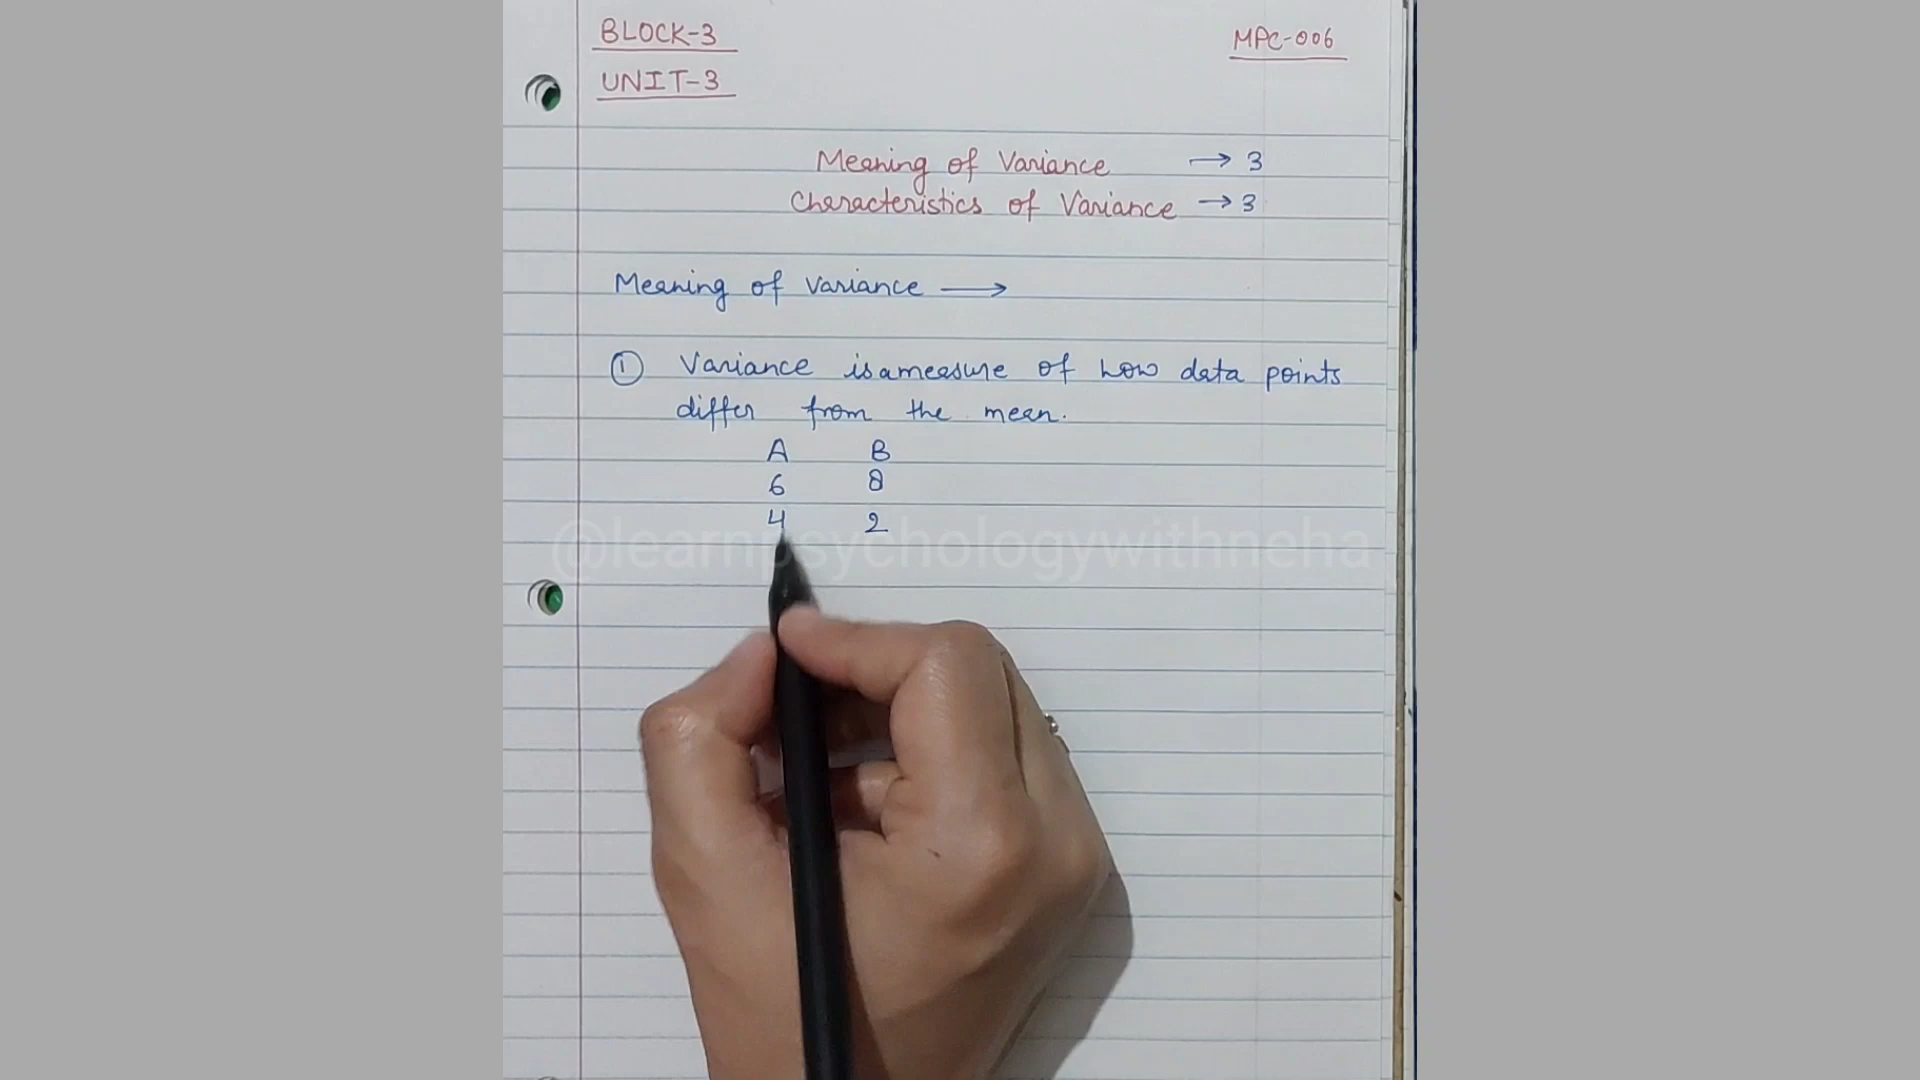 BLOCK-3
MPC-006
UNIT-3
Meaning of Variance → 3
Characteristics of Variance → 3
Meaning of Variance →
① Variance is a measure of how data points
differ from the mean.
A B
6 8
4 2
@learnpsychologywithneha